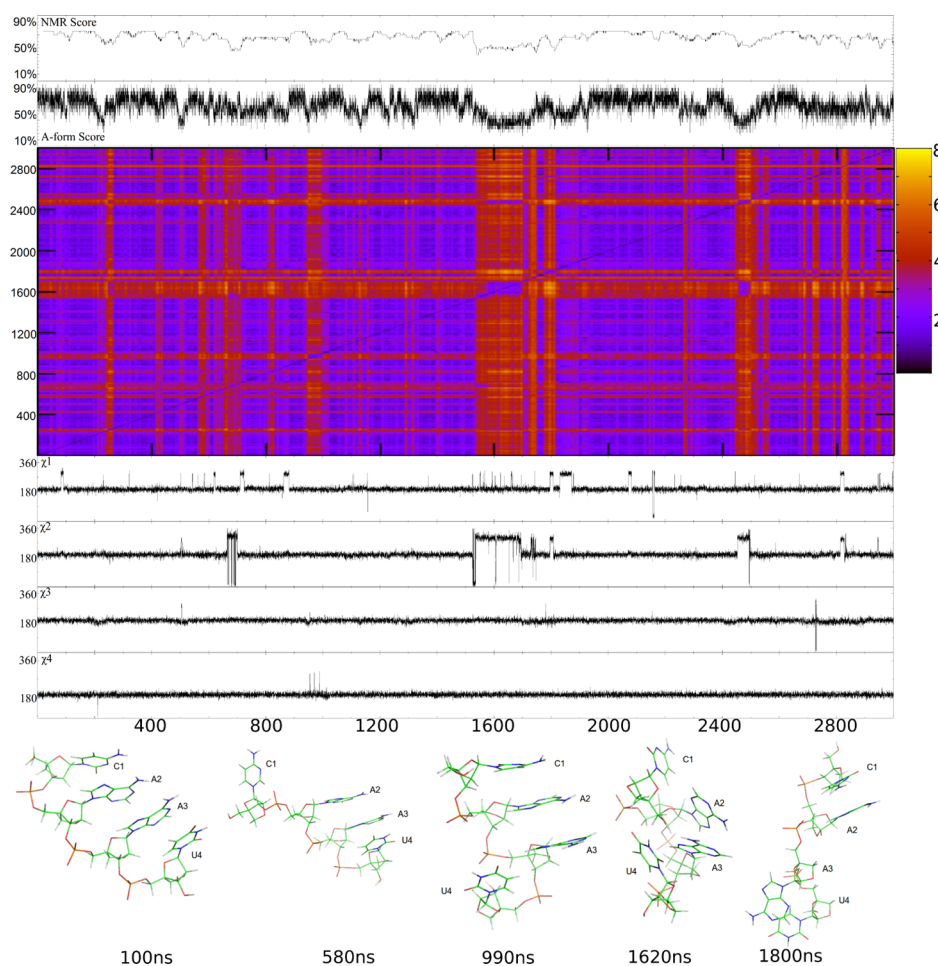 90%
NMR Score
50%
10%
90%
50%
10%
A-form Score
8
2800
2400
6
2000
1600
4
1200
800
2
400
360 χ1
180
360 χ2
180
360 χ3
180
360 χ4
180
400 800 1200 1600 2000 2400 2800
C1 A2 A3 U4
C1 A2 A3 U4
C1 A2 A3 U4
C1 A2 A3 U4
C1 A2 A3 U4
100ns 580ns 990ns 1620ns 1800ns